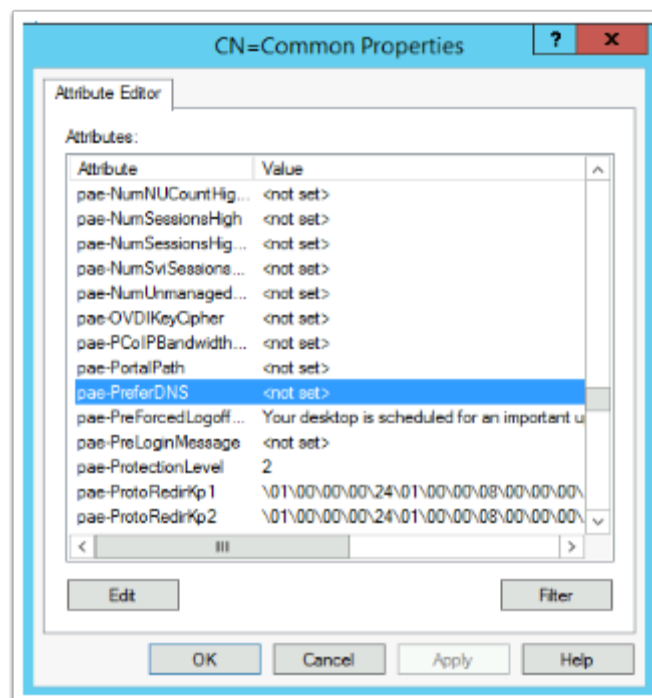 CN=Common Properties
?
x
Attribute Editor
Attributes:
Attribute Value
pae-NumNUCountHig... <not set>
pae-NumSessionsHigh <not set>
pae-NumSessionsHig... <not set>
pae-NumSviSessions... <not set>
pae-NumUnmanaged... <not set>
pae-OVDIKeyCipher <not set>
pae-PCoIPBandwidth... <not set>
pae-PortalPath <not set>
pae-PreferDNS <not set>
pae-PreForcedLogoff... Your desktop is scheduled for an important u
pae-PreLoginMessage <not set>
pae-ProtectionLevel 2
pae-ProtoRedirKp1 \01\00\00\00\24\01\00\00\08\00\00\00\
pae-ProtoRedirKp2 \01\00\00\00\24\01\00\00\08\00\00\00\
Edit Filter
OK Cancel Apply Help